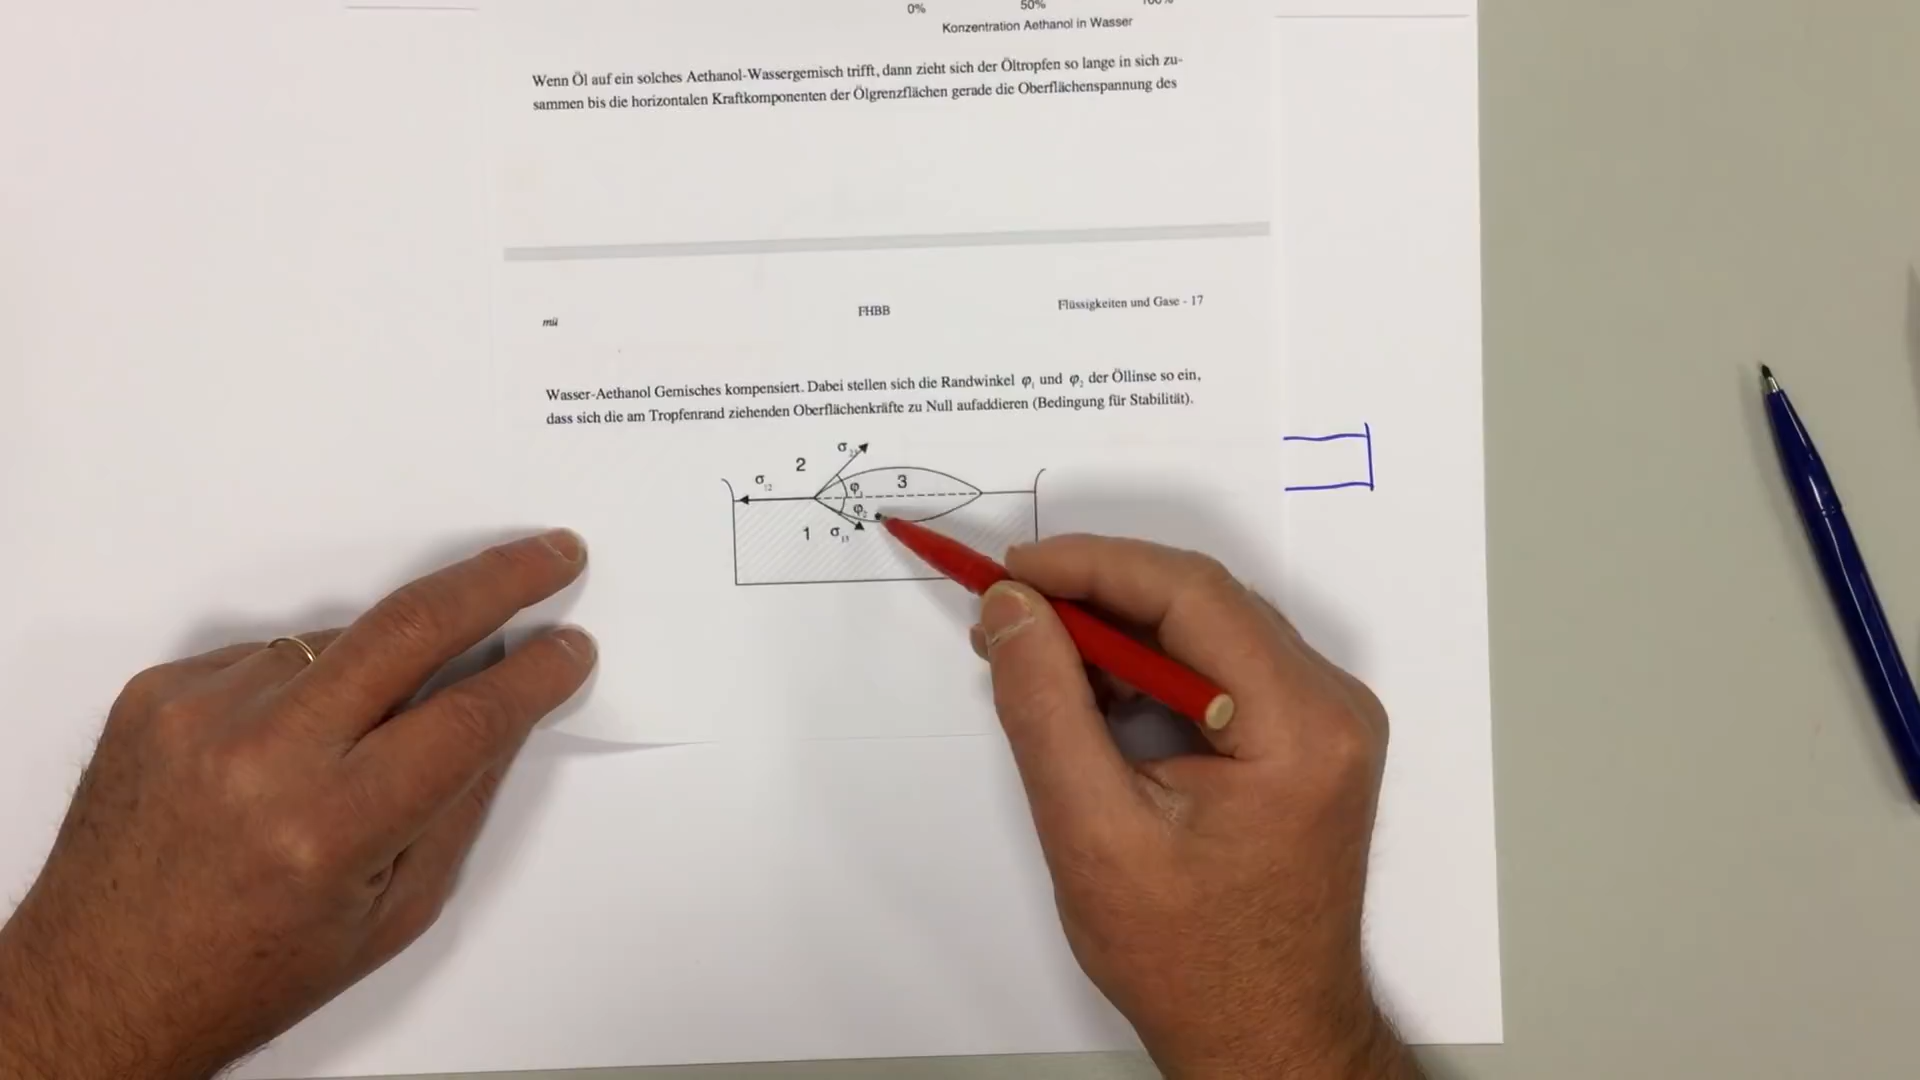 0% 50% 100%
Konzentration Aethanol in Wasser
Wenn Öl auf ein solches Aethanol-Wassergemisch trifft, dann zieht sich der Öltropfen so lange in sich zu-
sammen bis die horizontalen Kraftkomponenten der Ölgrenzflächen gerade die Oberflächenspannung des
mü FHBB Flüssigkeiten und Gase - 17
Wasser-Aethanol Gemisches kompensiert. Dabei stellen sich die Randwinkel φ₁ und φ₂ der Öllinse so ein,
dass sich die am Tropfenrand ziehenden Oberflächenkräfte zu Null aufaddieren (Bedingung für Stabilität).
2 σ
σ₁₂ φ₁ 3
φ₂
1 σ₁₃